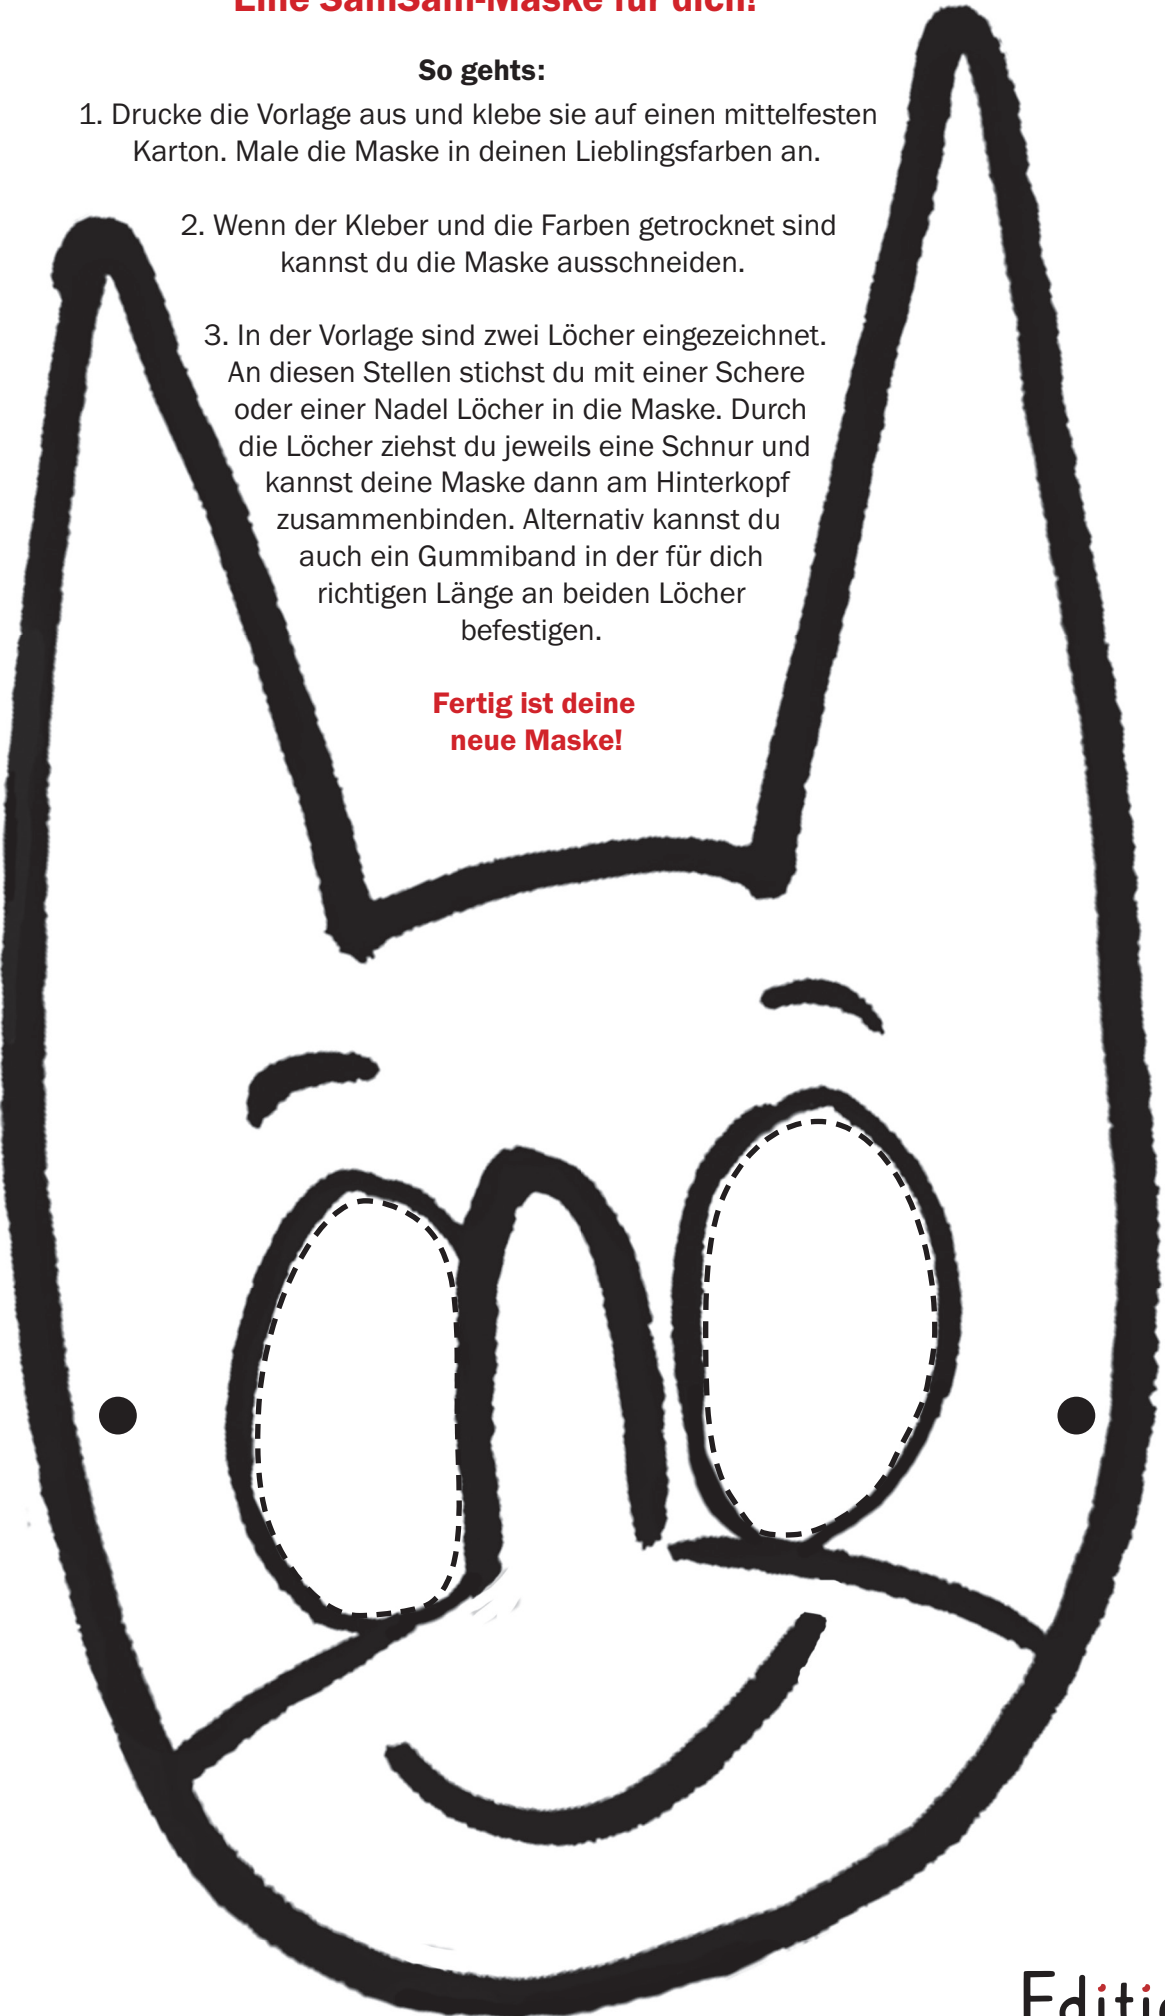 Eine SamSam-Maske für dich!
So gehts:
1. Drucke die Vorlage aus und klebe sie auf einen mittelfesten
Karton. Male die Maske in deinen Lieblingsfarben an.
2. Wenn der Kleber und die Farben getrocknet sind
kannst du die Maske ausschneiden.
3. In der Vorlage sind zwei Löcher eingezeichnet.
An diesen Stellen stichst du mit einer Schere
oder einer Nadel Löcher in die Maske. Durch
die Löcher ziehst du jeweils eine Schnur und
kannst deine Maske dann am Hinterkopf
zusammenbinden. Alternativ kannst du
auch ein Gummiband in der für dich
richtigen Länge an beiden Löcher
befestigen.
Fertig ist deine
neue Maske!